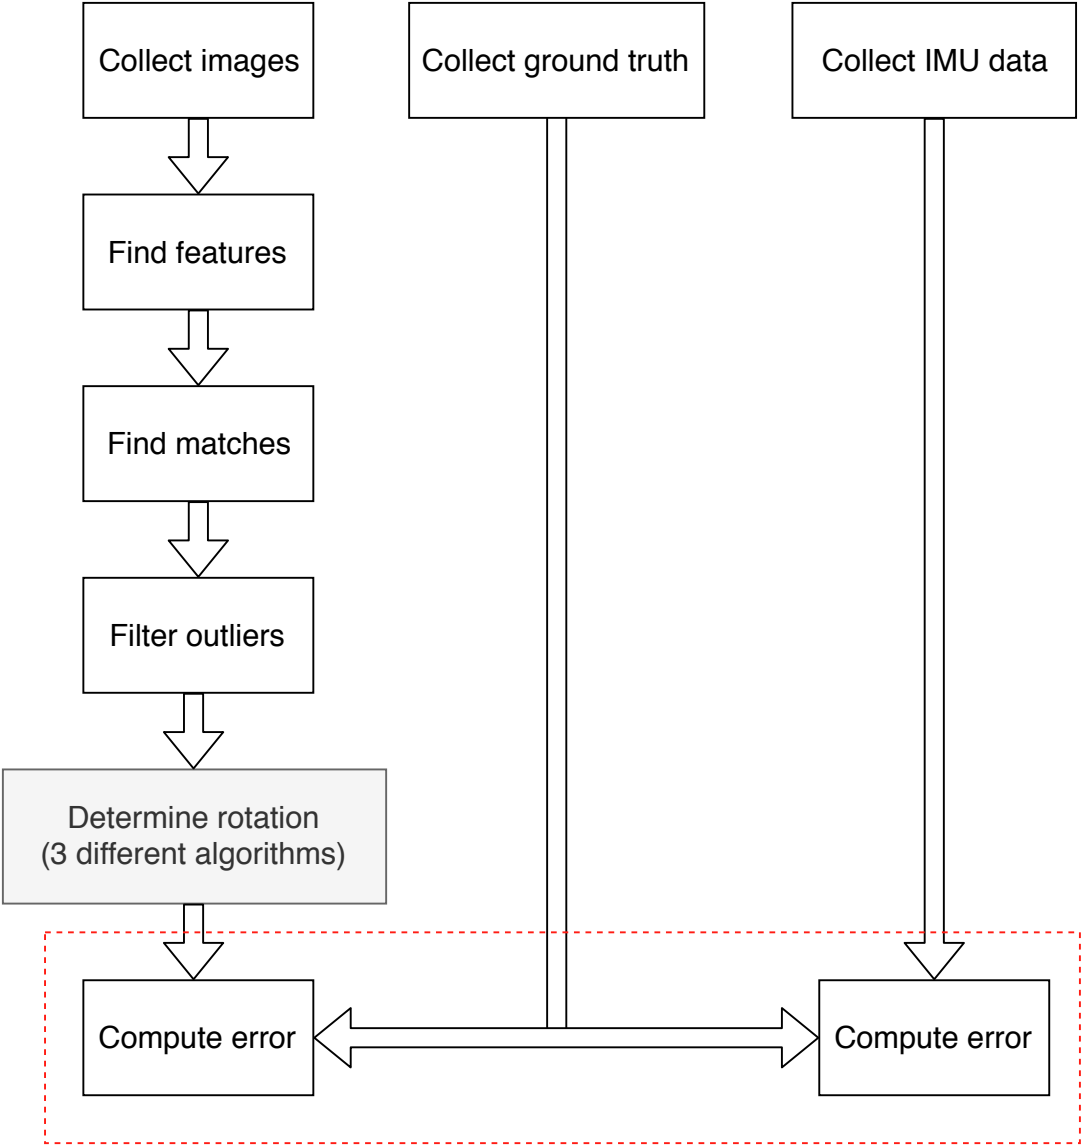 Collect images
Collect ground truth
Collect IMU data
Find features
Find matches
Filter outliers
Determine rotation
(3 different algorithms)
Compute error
Compute error